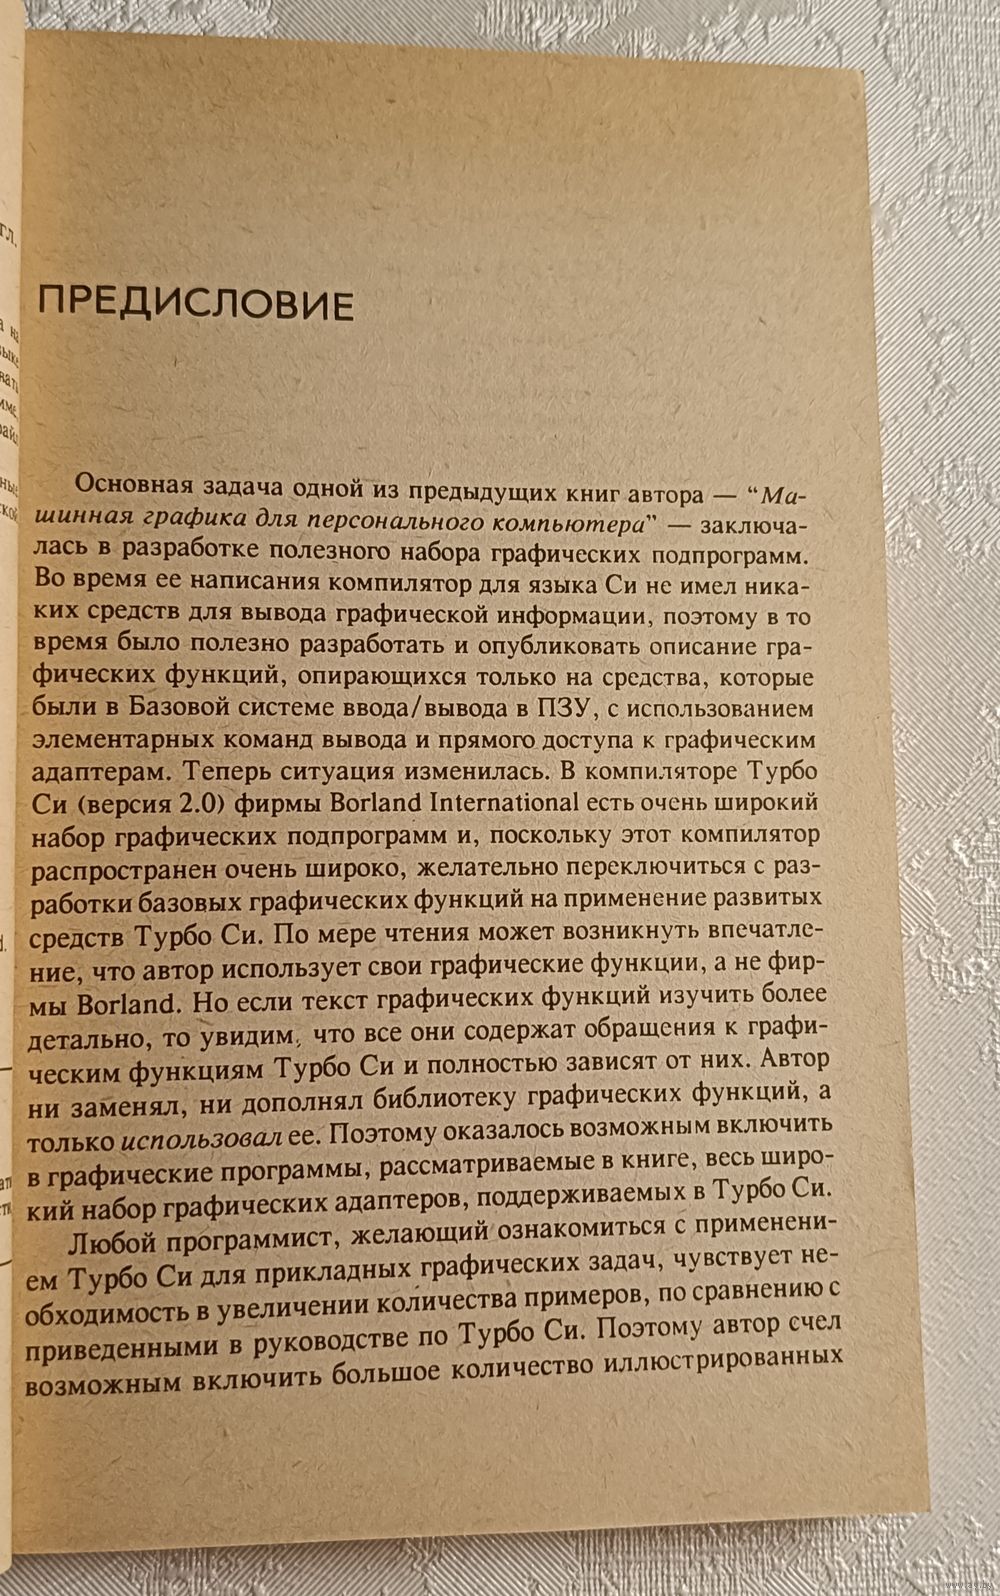 ПРЕДИСЛОВИЕ
Основная задача одной из предыдущих книг автора — “Ма-
шинная графика для персонального компьютера” — заключа-
лась в разработке полезного набора графических подпрограмм.
Во время ее написания компилятор для языка Си не имел ника-
ких средств для вывода графической информации, поэтому в то
время было полезно разработать и опубликовать описание гра-
фических функций, опирающихся только на средства, которые
были в Базовой системе ввода/вывода в ПЗУ, с использованием
элементарных команд вывода и прямого доступа к графическим
адаптерам. Теперь ситуация изменилась. В компиляторе Турбо
Си (версия 2.0) фирмы Borland International есть очень широкий
набор графических подпрограмм и, поскольку этот компилятор
распространен очень широко, желательно переключиться с раз-
работки базовых графических функций на применение развитых
средств Турбо Си. По мере чтения может возникнуть впечатле-
ние, что автор использует свои графические функции, а не фир-
мы Borland. Но если текст графических функций изучить более
детально, то увидим, что все они содержат обращения к графи-
ческим функциям Турбо Си и полностью зависят от них. Автор
ни заменял, ни дополнял библиотеку графических функций, а
только использовал ее. Поэтому оказалось возможным включить
в графические программы, рассматриваемые в книге, весь широ-
кий набор графических адаптеров, поддерживаемых в Турбо Си.
Любой программист, желающий ознакомиться с применени-
ем Турбо Си для прикладных графических задач, чувствует не-
обходимость в увеличении количества примеров, по сравнению с
приведенными в руководстве по Турбо Си. Поэтому автор счел
возможным включить большое количество иллюстрированных